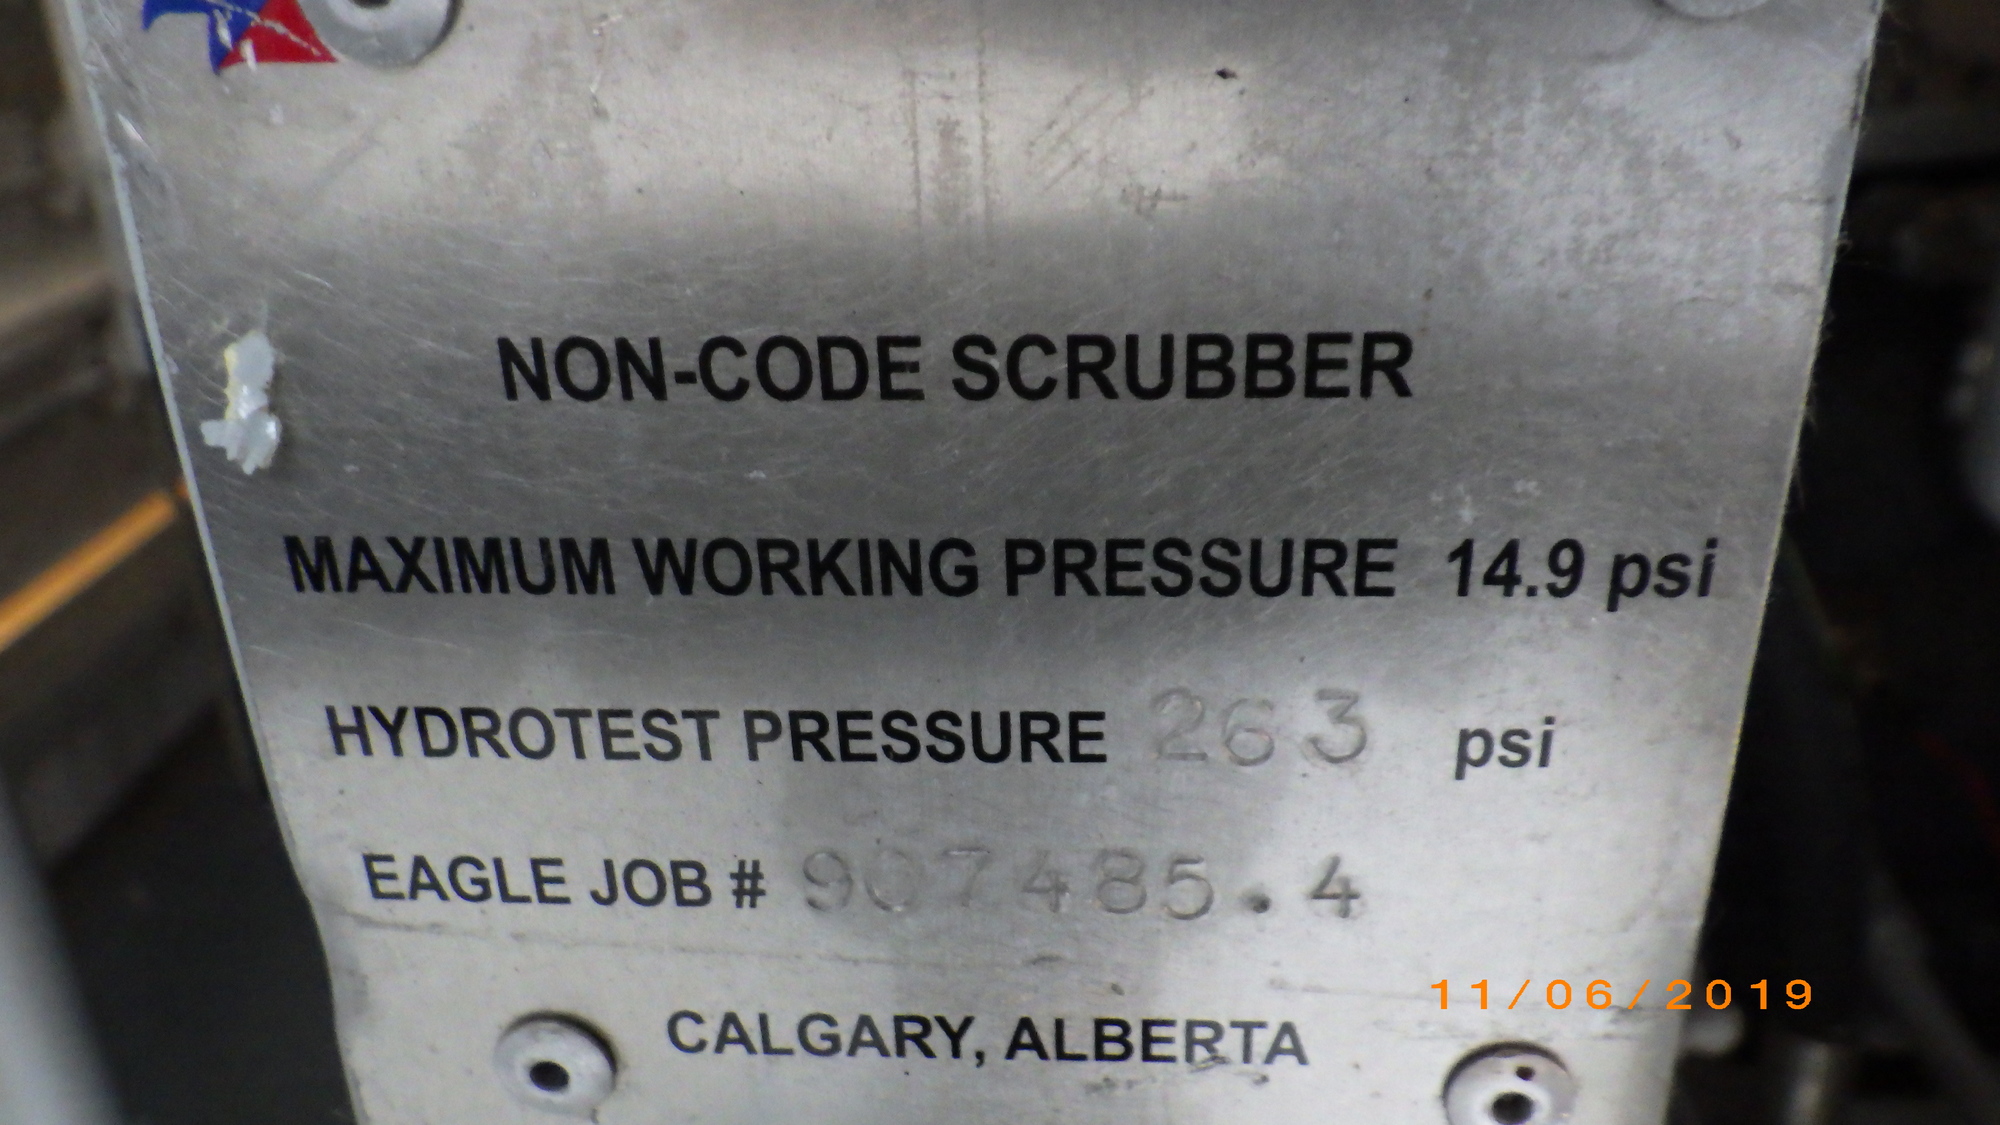 NON-CODE SCRUBBER
MAXIMUM WORKING PRESSURE 14.9 psi
HYDROTEST PRESSURE 263 psi
EAGLE JOB # 907485.4
CALGARY, ALBERTA
11/06/2019